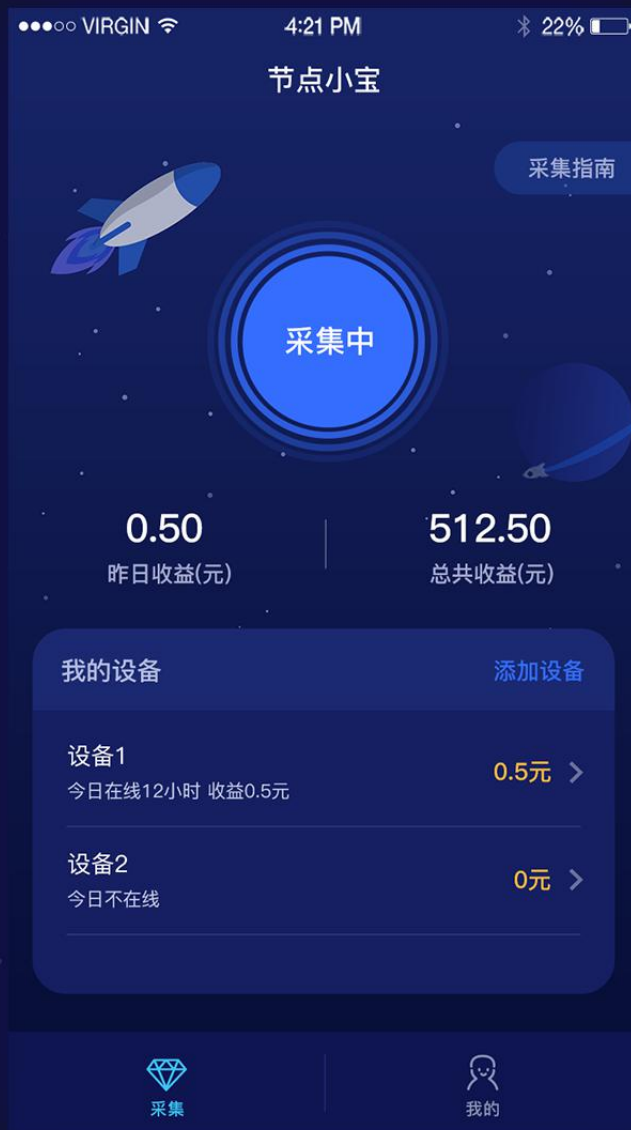 ●●●○○ VIRGIN 4:21 PM 22%
节点小宝
采集指南
采集中
0.50 512.50
昨日收益(元) 总共收益(元)
我的设备 添加设备
设备1
今日在线12小时 收益0.5元
0.5元
设备2
今日不在线
0元
采集 我的